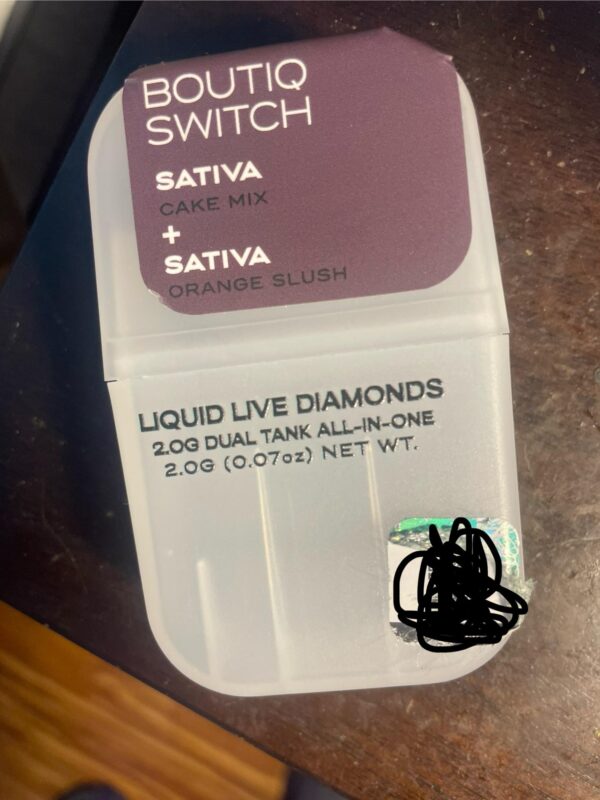 BOUTIQ
SWITCH
SATIVA
CAKE MIX
+
SATIVA
ORANGE SLUSH
LIQUID LIVE DIAMONDS
2.0G DUAL TANK ALL-IN-ONE
2.0G (0.07oz) NET WT.